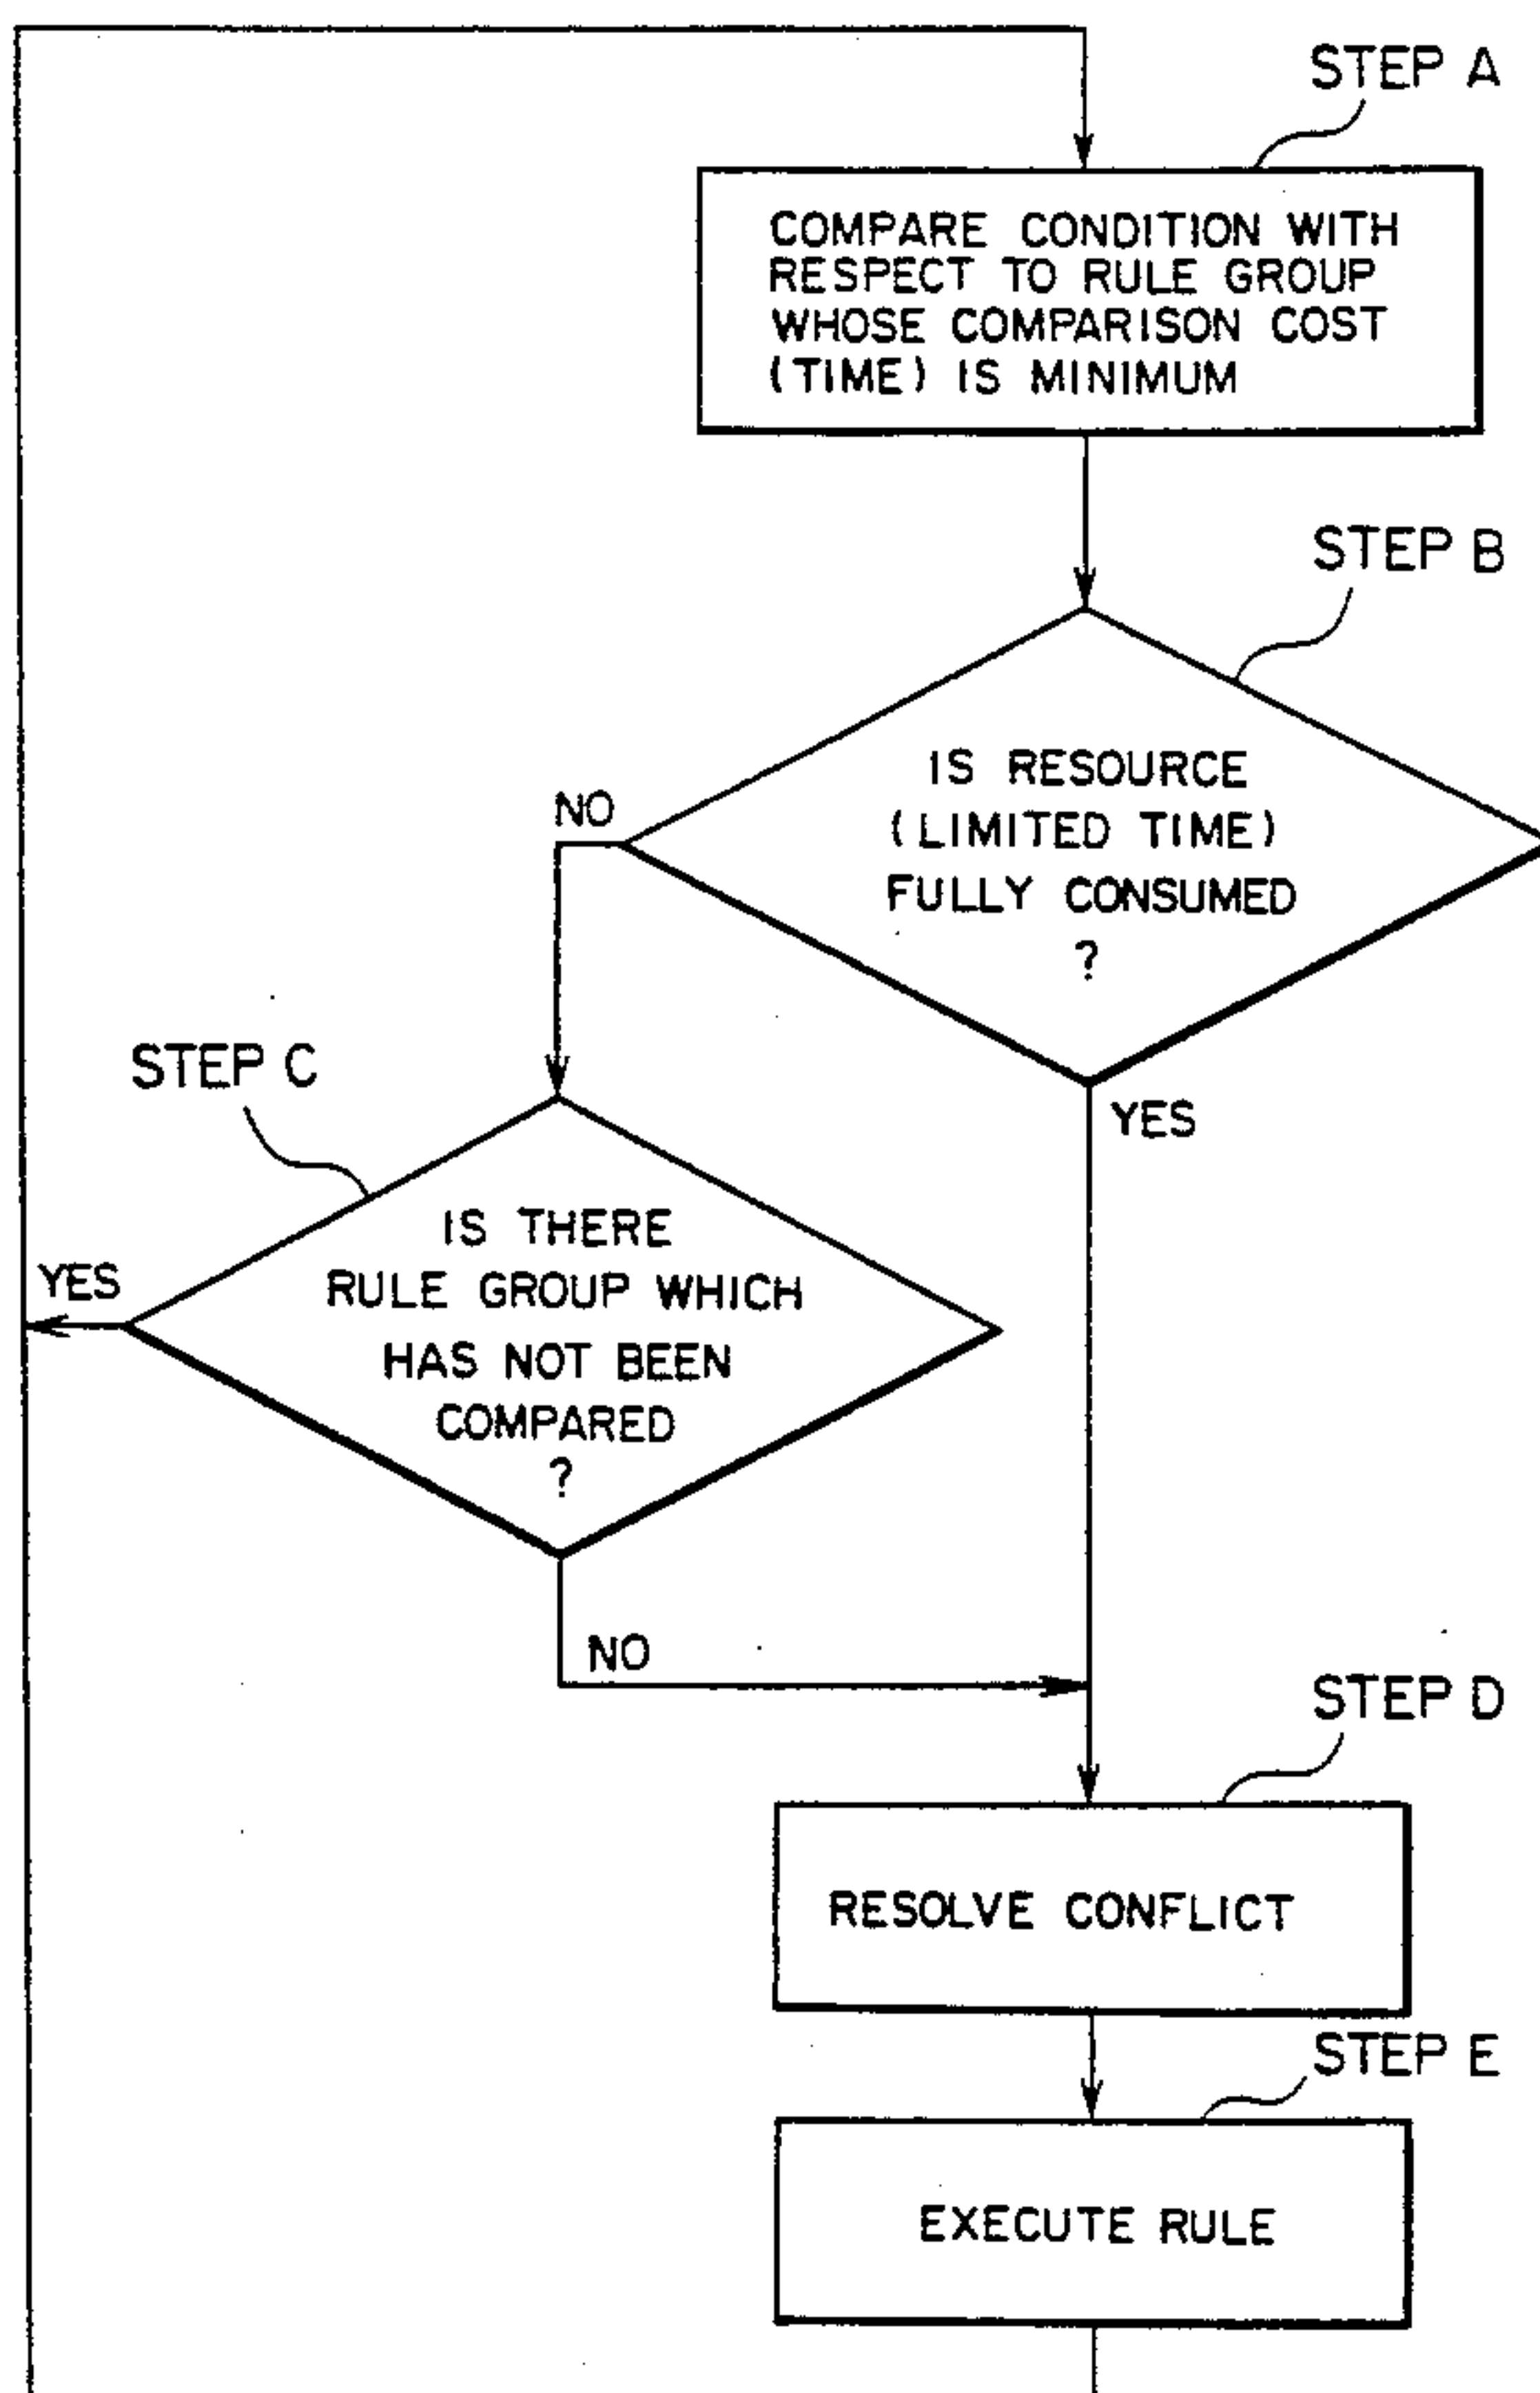 STEP A
COMPARE CONDITION WITH
RESPECT TO RULE GROUP
WHOSE COMPARISON COST
(TIME) IS MINIMUM
STEP B
IS RESOURCE
(LIMITED TIME)
FULLY CONSUMED
?
NO
YES
STEP C
IS THERE
RULE GROUP WHICH
HAS NOT BEEN
COMPARED
?
YES
NO
STEP D
RESOLVE CONFLICT
STEP E
EXECUTE RULE